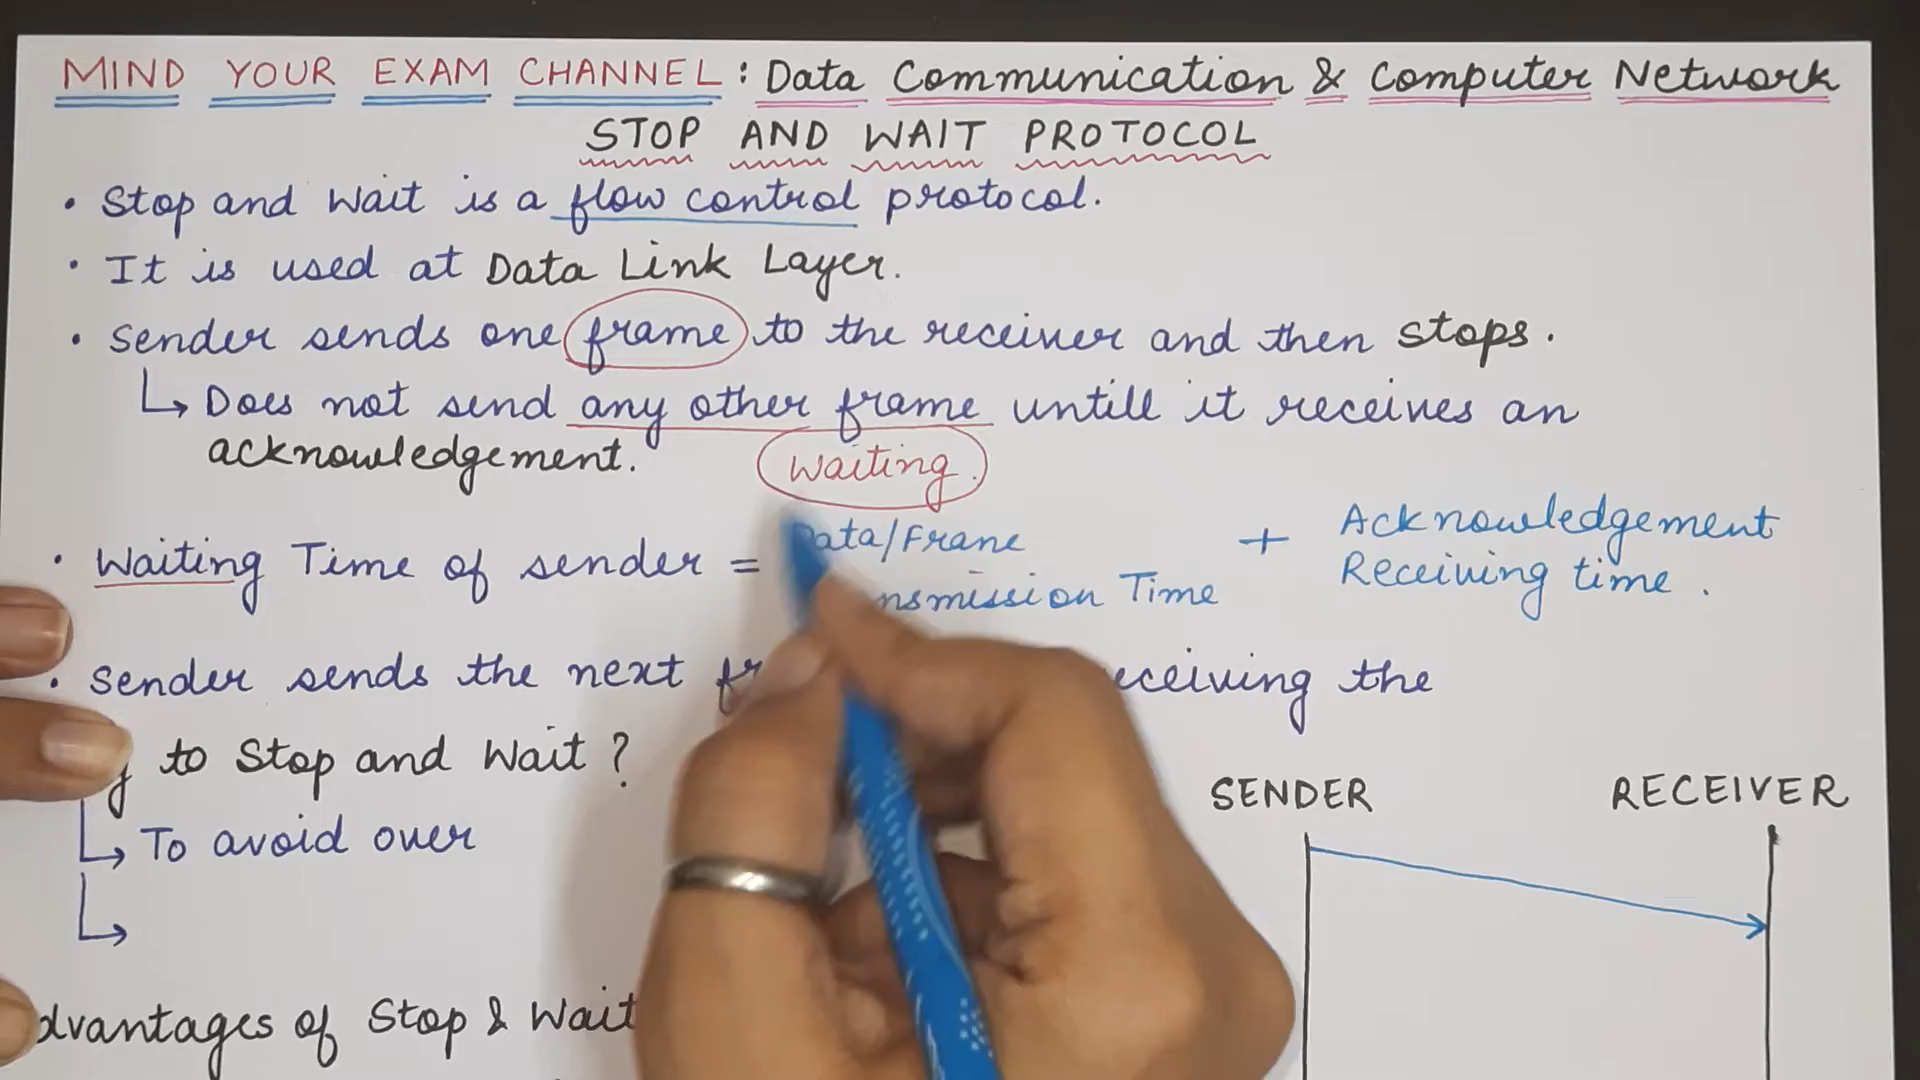 MIND YOUR EXAM CHANNEL : Data Communication & Computer Network
STOP AND WAIT PROTOCOL
• Stop and Wait is a flow control protocol.
• It is used at Data Link Layer.
• Sender sends one frame to the receiver and then stops.
↳ Does not send any other frame untill it receives an
acknowledgement.
Waiting.
• Waiting Time of sender = Data/Frane
Time
+ Acknowledgement
Receiving time.
• Sender sends the next the
to Stop and Wait ?
↳ To avoid over
↳
SENDER RECEIVER
of Stop & Wait